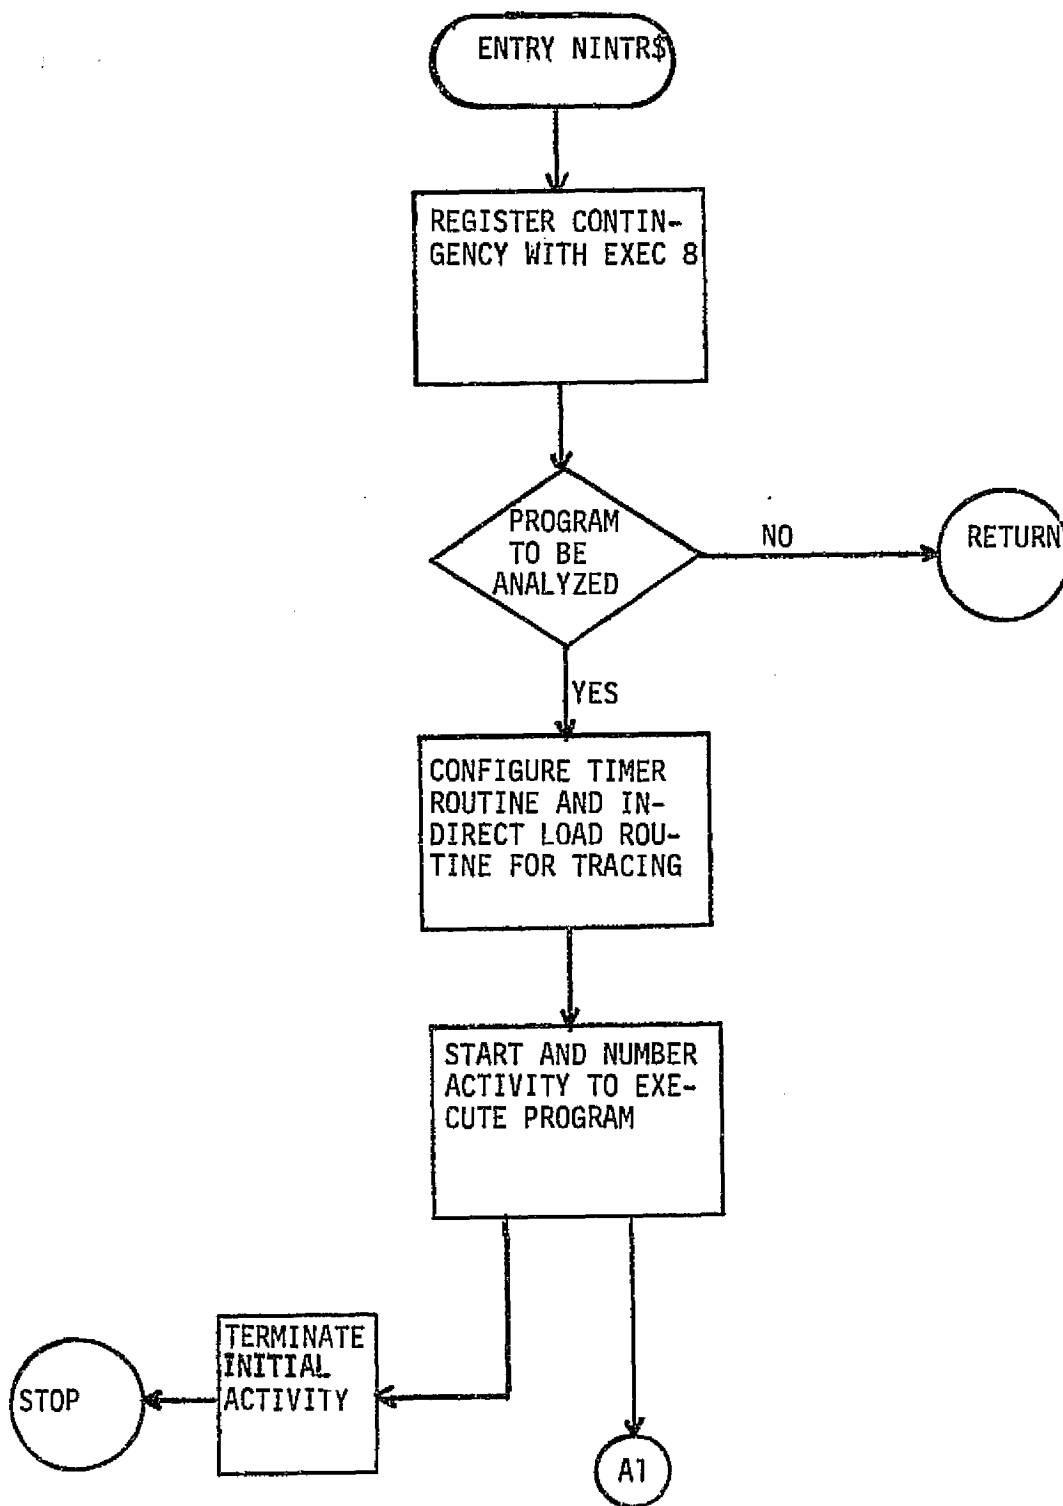 ENTRY NINTR$
REGISTER CONTIN-
GENCY WITH EXEC 8
PROGRAM
TO BE
ANALYZED
NO
RETURN
YES
CONFIGURE TIMER
ROUTINE AND IN-
DIRECT LOAD ROU-
TINE FOR TRACING
START AND NUMBER
ACTIVITY TO EXE-
CUTE PROGRAM
TERMINATE
INITIAL
ACTIVITY
STOP
A1